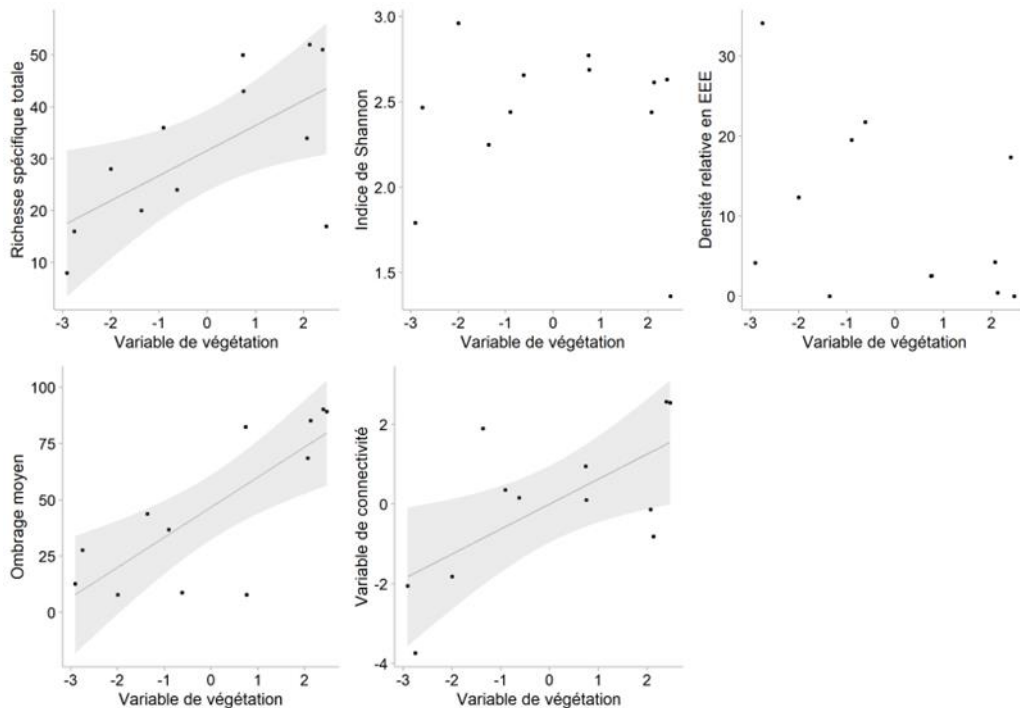 Richesse spécifique totale
50
40
30
20
10
-3 -2 -1 0 1 2
Variable de végétation
Indice de Shannon
3.0
2.5
2.0
1.5
-3 -2 -1 0 1 2
Variable de végétation
Densité relative en EEE
30
20
10
0
-3 -2 -1 0 1 2
Variable de végétation
Ombrage moyen
100
75
50
25
0
-3 -2 -1 0 1 2
Variable de végétation
Variable de connectivité
2
0
-2
-4
-3 -2 -1 0 1 2
Variable de végétation